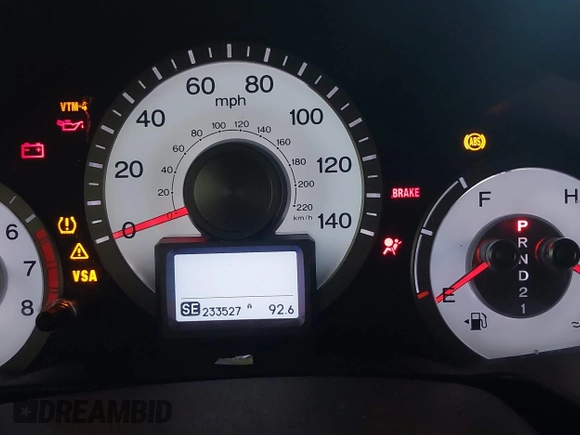 VTM-4
60 80
mph
40 100
80 100 120 140
60 160
40 180
20 200
220
km/h
20 120
0 140
ABS
BRAKE
6
7
8
VSA
F H
P
R
N
D
2
1
E
SE 233527 A 92.6
DREAMBID